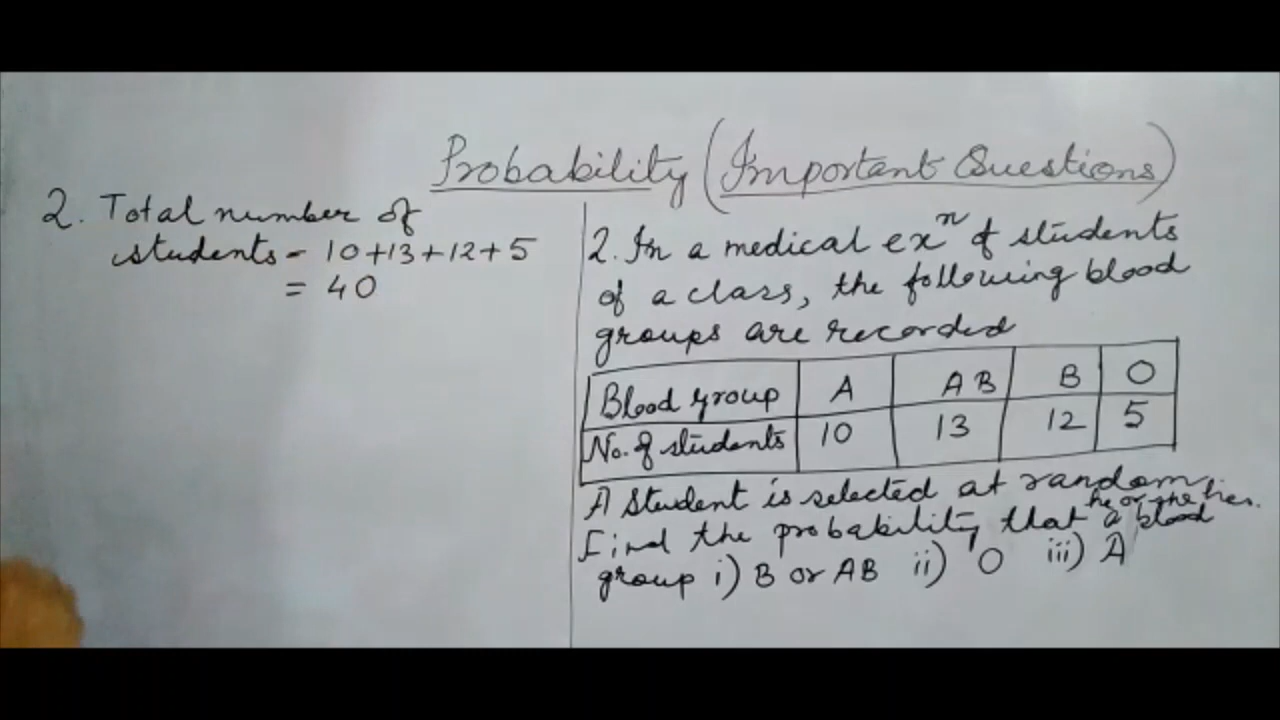 Probability (Important Questions)
2. Total number of
students = 10+13+12+5
= 40
2. In a medical exⁿ of students
of a class, the following blood
groups are recorded
Blood group A AB B O
No. of students 10 13 12 5
A student is selected at random.
he or she
Find the probability that a blood
group i) B or AB ii) O iii) A